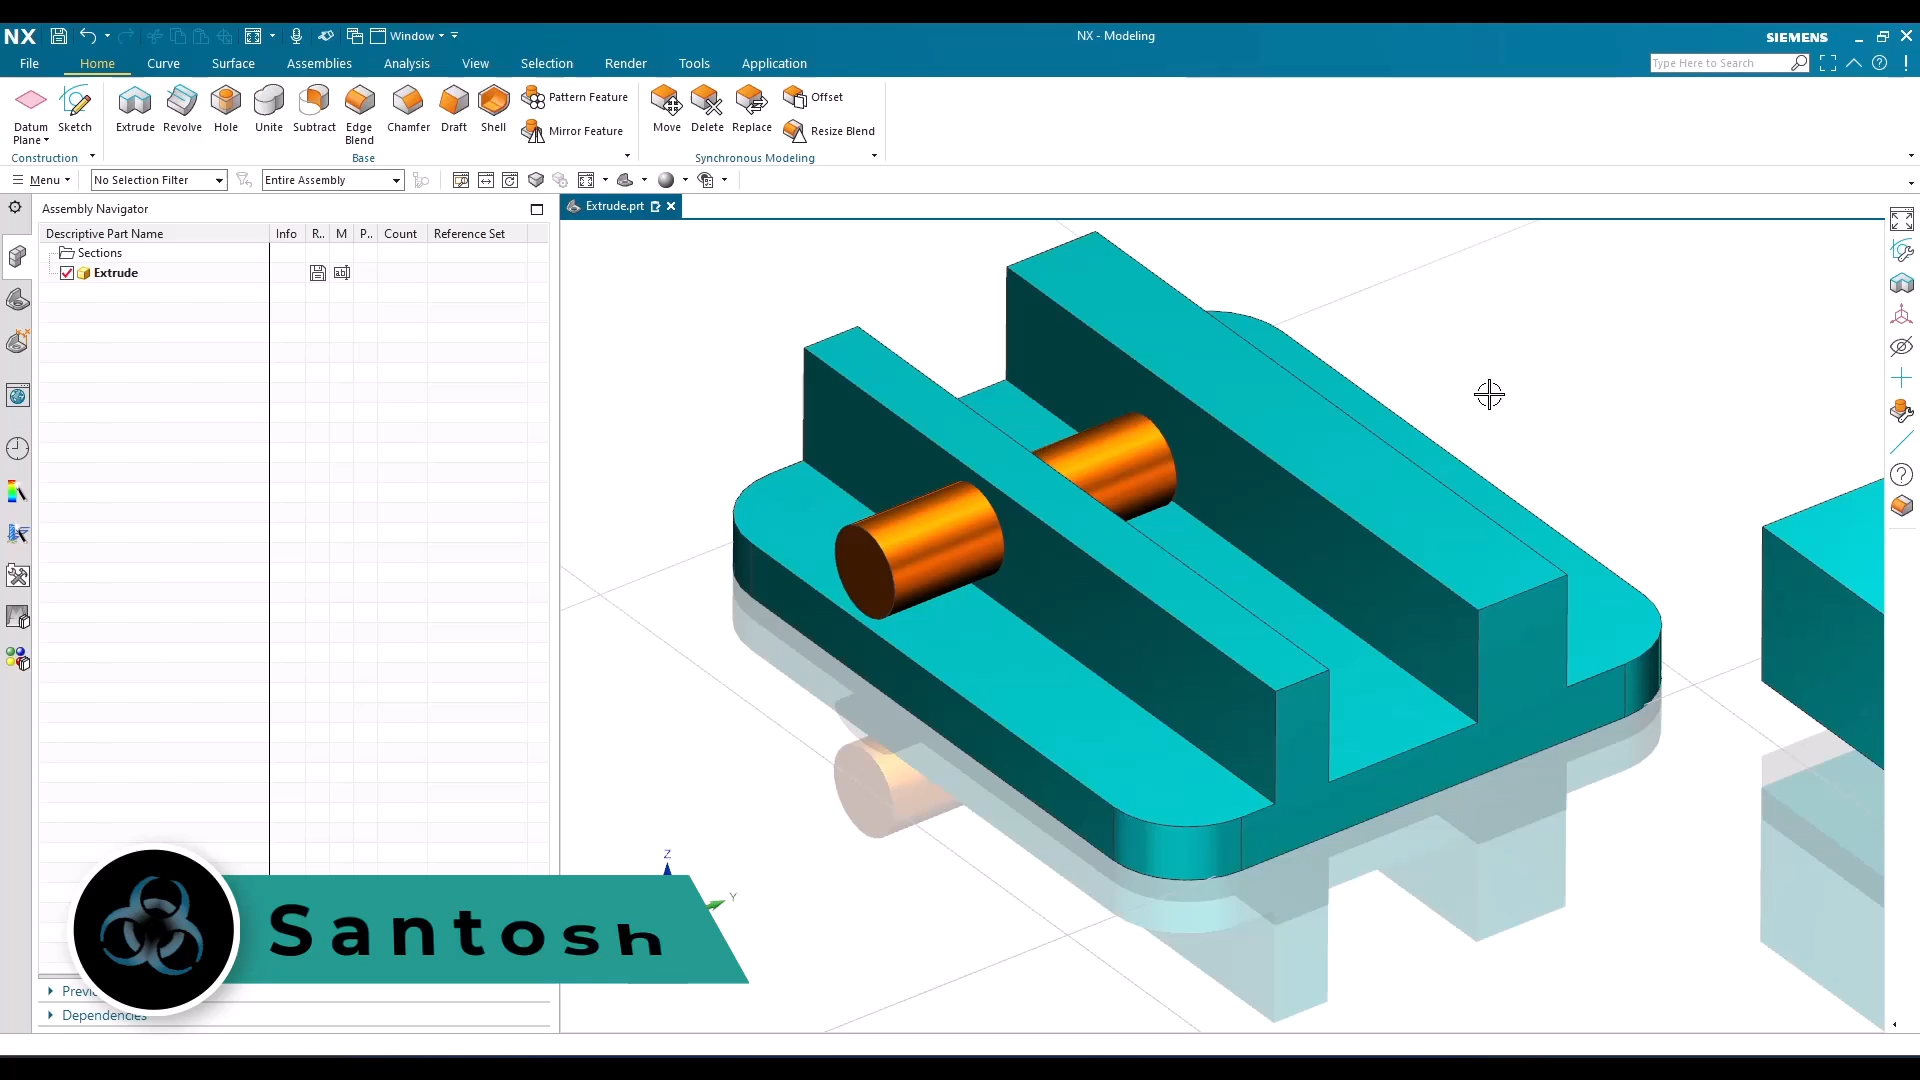 NX
Window
NX - Modeling
SIEMENS
File Home Curve Surface Assemblies Analysis View Selection Render Tools Application
Type Here to Search
Datum Plane
Sketch
Extrude
Revolve
Hole
Unite
Subtract
Edge Blend
Chamfer
Draft
Shell
Pattern Feature
Mirror Feature
Move
Delete
Replace
Offset
Resize Blend
Construction
Base
Synchronous Modeling
Menu
No Selection Filter
Entire Assembly
Assembly Navigator
Extrude.prt
Descriptive Part Name Info R.. M P.. Count Reference Set
Sections
Extrude
Z
Y
Santosh
Previ
Dependencies